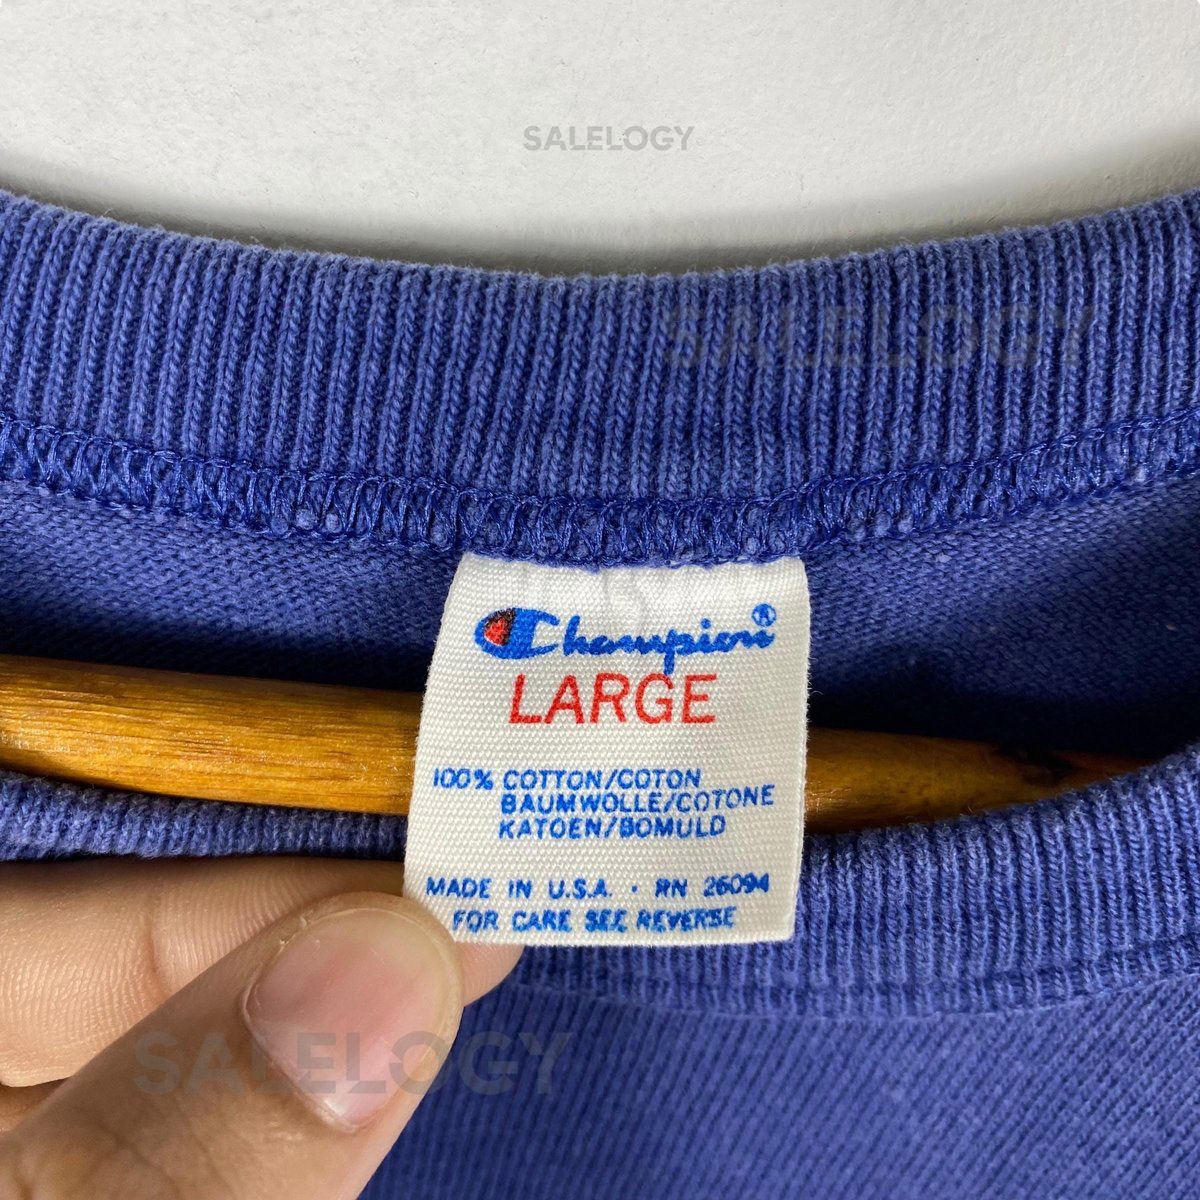 SALELOGY
SALELOGY
Champion®
LARGE
100% COTTON/COTON
BAUMWOLLE/COTONE
KATOEN/BOMULD
MADE IN U.S.A. · RN 26094
FOR CARE SEE REVERSE
SALELOGY